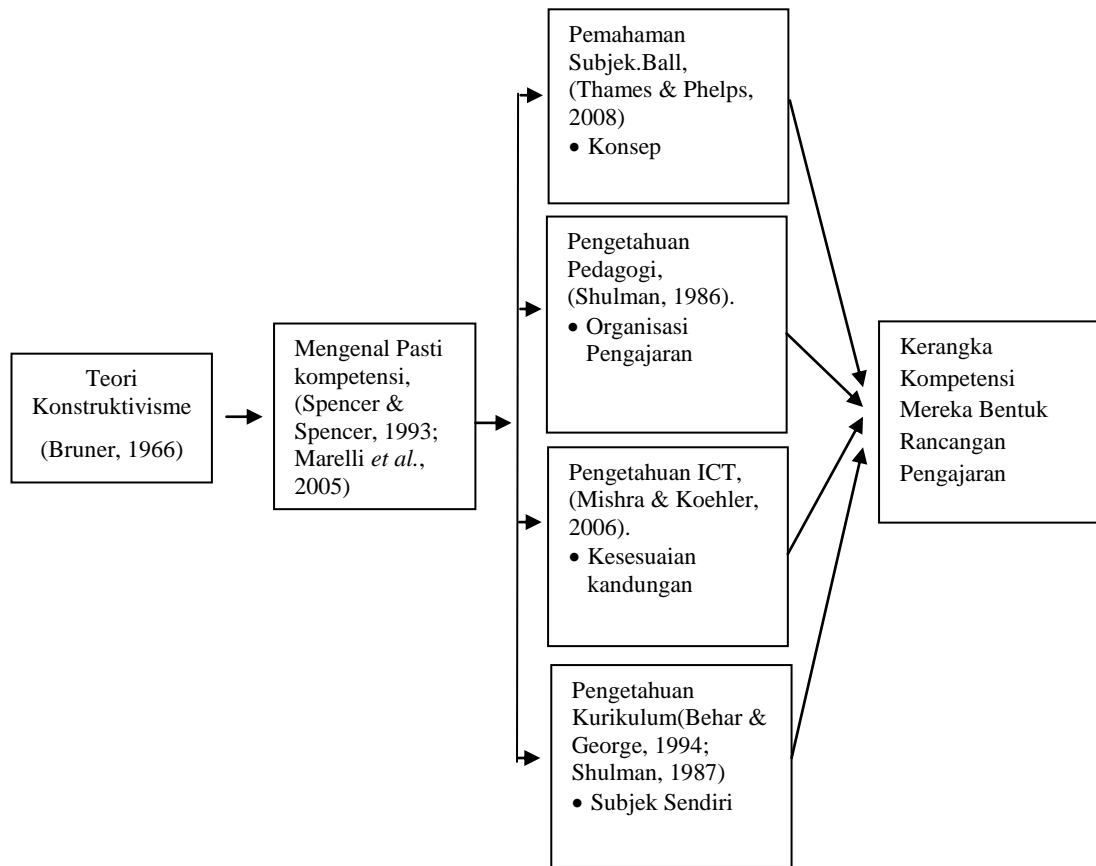 Teori
Konstruktivisme
(Bruner, 1966)
Mengenal Pasti
kompetensi,
(Spencer &
Spencer, 1993;
Marelli et al.,
2005)
Pemahaman
Subjek.Ball,
(Thames & Phelps,
2008)
• Konsep
Pengetahuan
Pedagogi,
(Shulman, 1986).
• Organisasi
Pengajaran
Pengetahuan ICT,
(Mishra & Koehler,
2006).
• Kesesuaian
kandungan
Pengetahuan
Kurikulum(Behar &
George, 1994;
Shulman, 1987)
• Subjek Sendiri
Kerangka
Kompetensi
Mereka Bentuk
Rancangan
Pengajaran